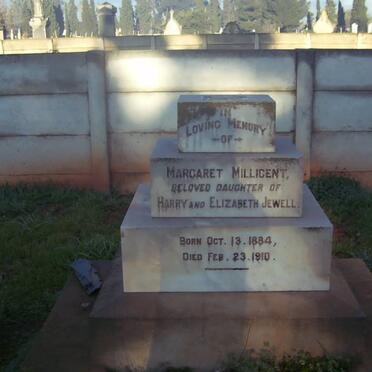 IN
LOVING MEMORY
OF
MARGARET MILLICENT,
BELOVED DAUGHTER OF
HARRY AND ELIZABETH JEWELL.
BORN OCT. 13. 1884,
DIED FEB. 23. 1910.